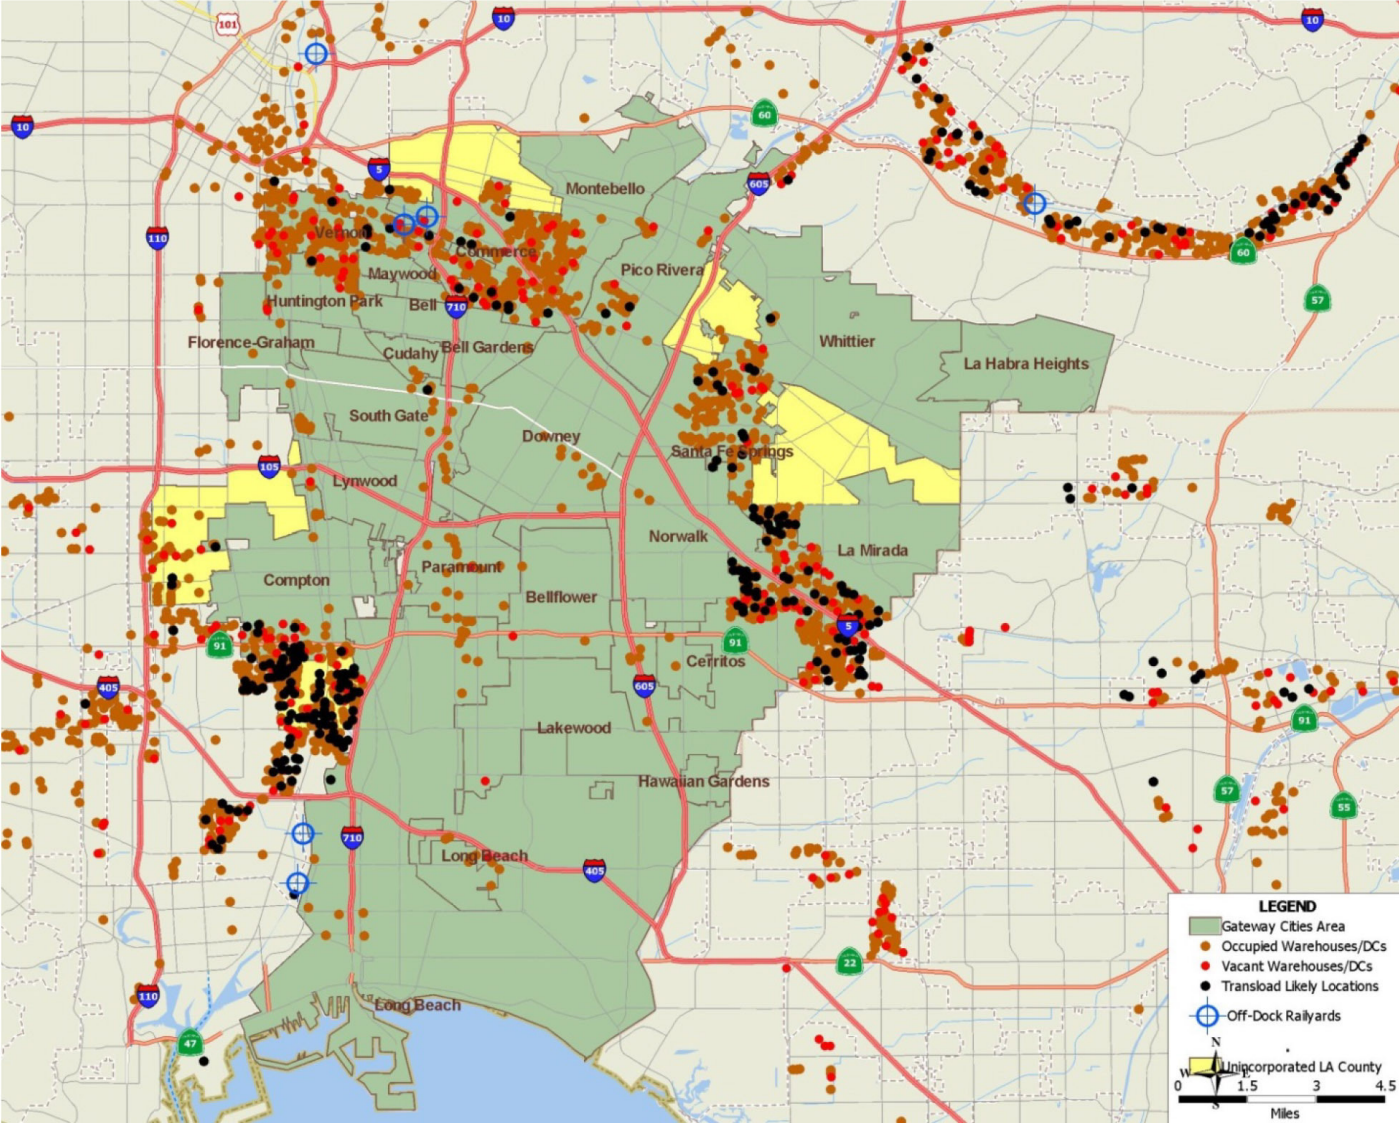 101
10
10
10
60
5
605
Montebello
110
Vernon
Commerce
60
Maywood
Pico Rivera
Huntington Park
Bell
710
57
Florence-Graham
Cudahy
Bell Gardens
Whittier
La Habra Heights
South Gate
Downey
Santa Fe Springs
105
Lynwood
Norwalk
La Mirada
Compton
Paramount
Bellflower
5
91
91
Cerritos
405
605
91
Lakewood
Hawaiian Gardens
57
55
710
Long Beach
405
22
110
Long Beach
47
LEGEND
Gateway Cities Area
Occupied Warehouses/DCs
Vacant Warehouses/DCs
Transload Likely Locations
Off-Dock Railyards
N
Unincorporated LA County
W E
S
0 1.5 3 4.5
Miles